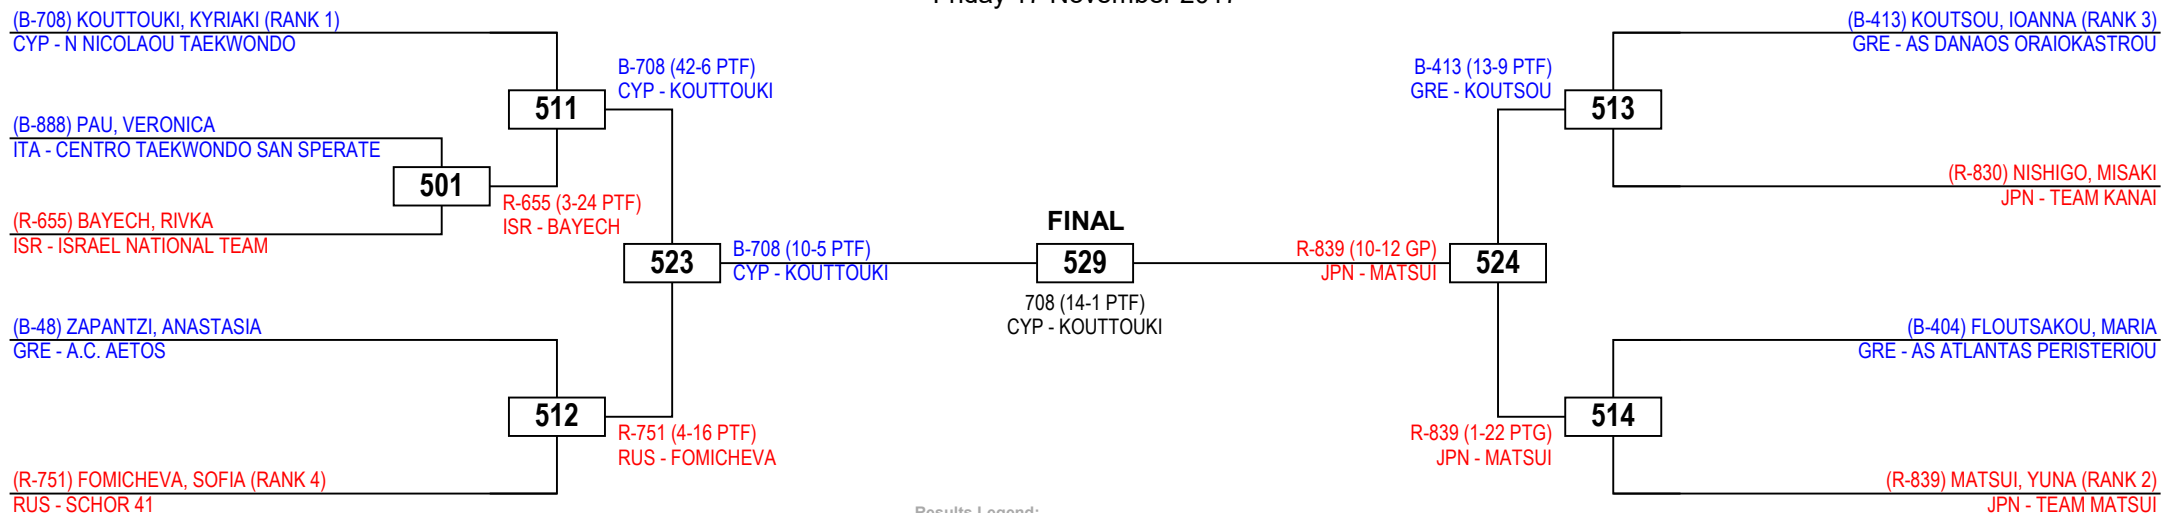 Friday 17 November 2017
(B-708) KOUTTOUKI, KYRIAKI (RANK 1)
CYP - N NICOLAOU TAEKWONDO
B-708 (42-6 PTF)
CYP - KOUTTOUKI
511
(B-888) PAU, VERONICA
ITA - CENTRO TAEKWONDO SAN SPERATE
501
R-655 (3-24 PTF)
ISR - BAYECH
(R-655) BAYECH, RIVKA
ISR - ISRAEL NATIONAL TEAM
523
B-708 (10-5 PTF)
CYP - KOUTTOUKI
(B-48) ZAPANTZI, ANASTASIA
GRE - A.C. AETOS
512
R-751 (4-16 PTF)
RUS - FOMICHEVA
(R-751) FOMICHEVA, SOFIA (RANK 4)
RUS - SCHOR 41
FINAL
529
708 (14-1 PTF)
CYP - KOUTTOUKI
(B-413) KOUTSOU, IOANNA (RANK 3)
GRE - AS DANAOS ORAIOKASTROU
B-413 (13-9 PTF)
GRE - KOUTSOU
513
(R-830) NISHIGO, MISAKI
JPN - TEAM KANAI
R-839 (10-12 GP)
JPN - MATSUI
524
(B-404) FLOUTSAKOU, MARIA
GRE - AS ATLANTAS PERISTERIOU
514
R-839 (1-22 PTG)
JPN - MATSUI
(R-839) MATSUI, YUNA (RANK 2)
JPN - TEAM MATSUI
Results Legend: